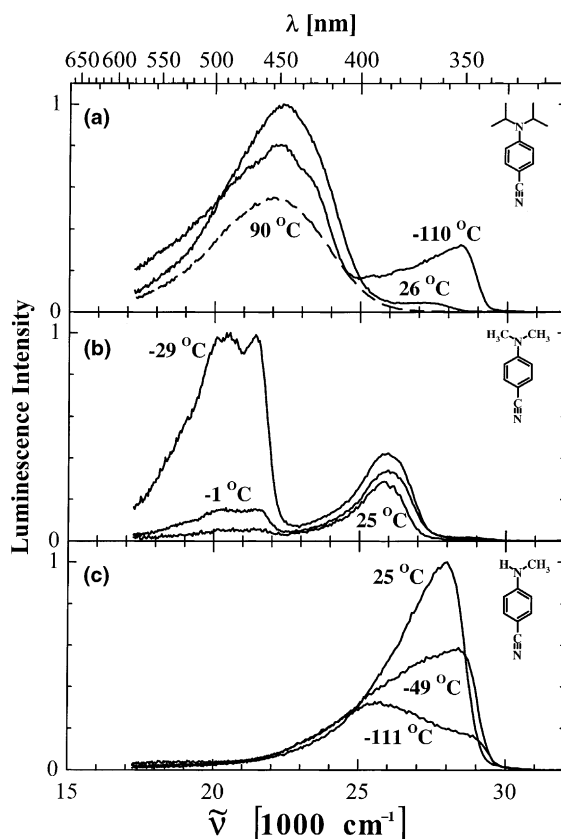 λ [nm]
650 600 550 500 450 400 350
1
(a)
N
C
N
90 °C
-110 °C
26 °C
0
Luminescence Intensity
1
(b)
-29 °C
H₃C CH₃
N
C
N
-1 °C
25 °C
0
(c)
25 °C
H CH₃
N
C
N
1
-49 °C
-111 °C
0
15 20 25 30
ṽ [1000 cm⁻¹]